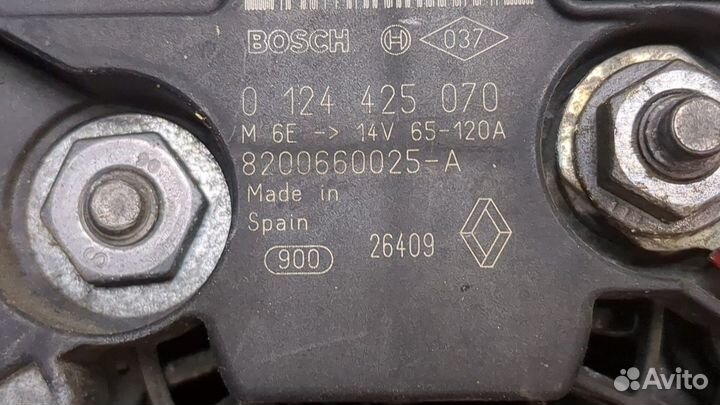 BOSCH 037
0 124 425 070
M 6E -> 14V 65-120A
8200660025-A
Made in
Spain
900 26409
Avito